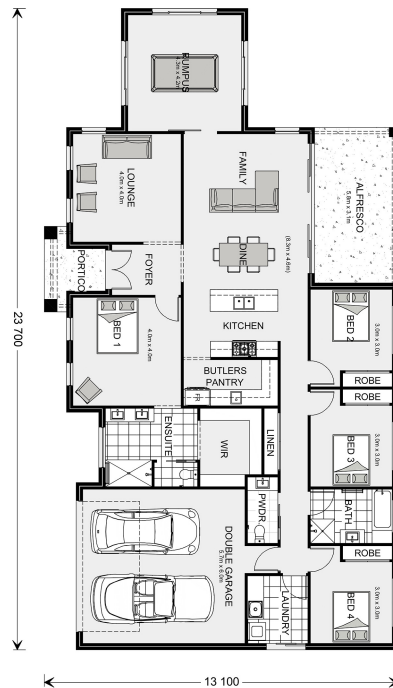 RUMPUS
4.3m x 4.2m
LOUNGE
4.0m x 4.0m
FAMILY
ALFRESCO
5.8m x 3.1m
(8.3m x 4.6m)
DINE
FOYER
PORTICO
KITCHEN
BED 1
4.0m x 4.0m
BED 2
3.0m x 3.0m
BUTLERS
PANTRY
FR
ROBE
ROBE
ENSUITE
WIR
LINEN
BED 3
3.0m x 3.0m
PWDR
BATH
DOUBLE GARAGE
5.7m x 6.0m
ROBE
LAUNDRY
BED 4
3.0m x 3.0m
23 700
13 100